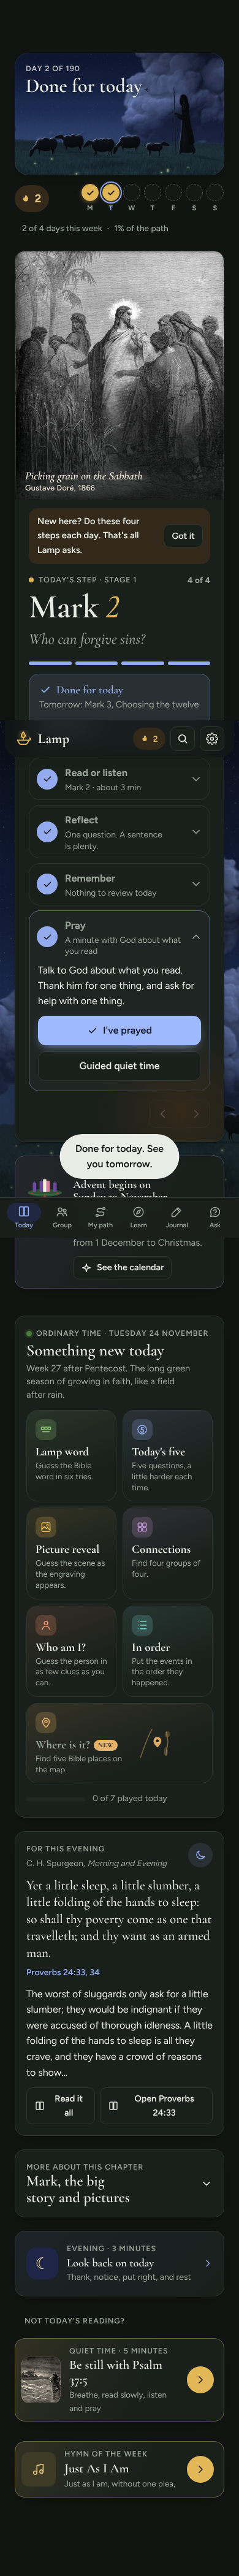 DAY 2 OF 190
Done for today
2
M T W T F S S
2 of 4 days this week · 1% of the path
Picking grain on the Sabbath
Gustave Doré, 1866
New here? Do these four
steps each day. That's all
Lamp asks.
Got it
TODAY'S STEP · STAGE 1
4 of 4
Mark 2
Who can forgive sins?
Done for today
Tomorrow: Mark 3, Choosing the twelve
Lamp
2
Read or listen
Mark 2 · about 3 min
Reflect
One question. A sentence
is plenty.
Remember
Nothing to review today
Pray
A minute with God about what
you read
Talk to God about what you read.
Thank him for one thing, and ask for
help with one thing.
I've prayed
Guided quiet time
Done for today. See
you tomorrow.
Advent begins on
Sunday 29 November
Today
Group
My path
Learn
Journal
Ask
from 1 December to Christmas.
See the calendar
ORDINARY TIME · TUESDAY 24 NOVEMBER
Something new today
Week 27 after Pentecost. The long green
season of growing in faith, like a field
after rain.
Lamp word
Guess the Bible
word in six tries.
Today's five
Five questions, a
little harder each
time.
Picture reveal
Guess the scene as
the engraving
appears.
Connections
Find four groups of
four.
Who am I?
Guess the person in
as few clues as you
can.
In order
Put the events in
the order they
happened.
Where is it? NEW
Find five Bible places on
the map.
0 of 7 played today
FOR THIS EVENING
C. H. Spurgeon, Morning and Evening
Yet a little sleep, a little slumber, a
little folding of the hands to sleep:
so shall thy poverty come as one that
travelleth; and thy want as an armed
man.
Proverbs 24:33, 34
The worst of sluggards only ask for a little
slumber; they would be indignant if they
were accused of thorough idleness. A little
folding of the hands to sleep is all they
crave, and they have a crowd of reasons
to show…
Read it
all
Open Proverbs
24:33
MORE ABOUT THIS CHAPTER
Mark, the big
story and pictures
EVENING · 3 MINUTES
Look back on today
Thank, notice, put right, and rest
NOT TODAY'S READING?
QUIET TIME · 5 MINUTES
Be still with Psalm
37:5
Breathe, read slowly, listen
and pray
HYMN OF THE WEEK
Just As I Am
Just as I am, without one plea,